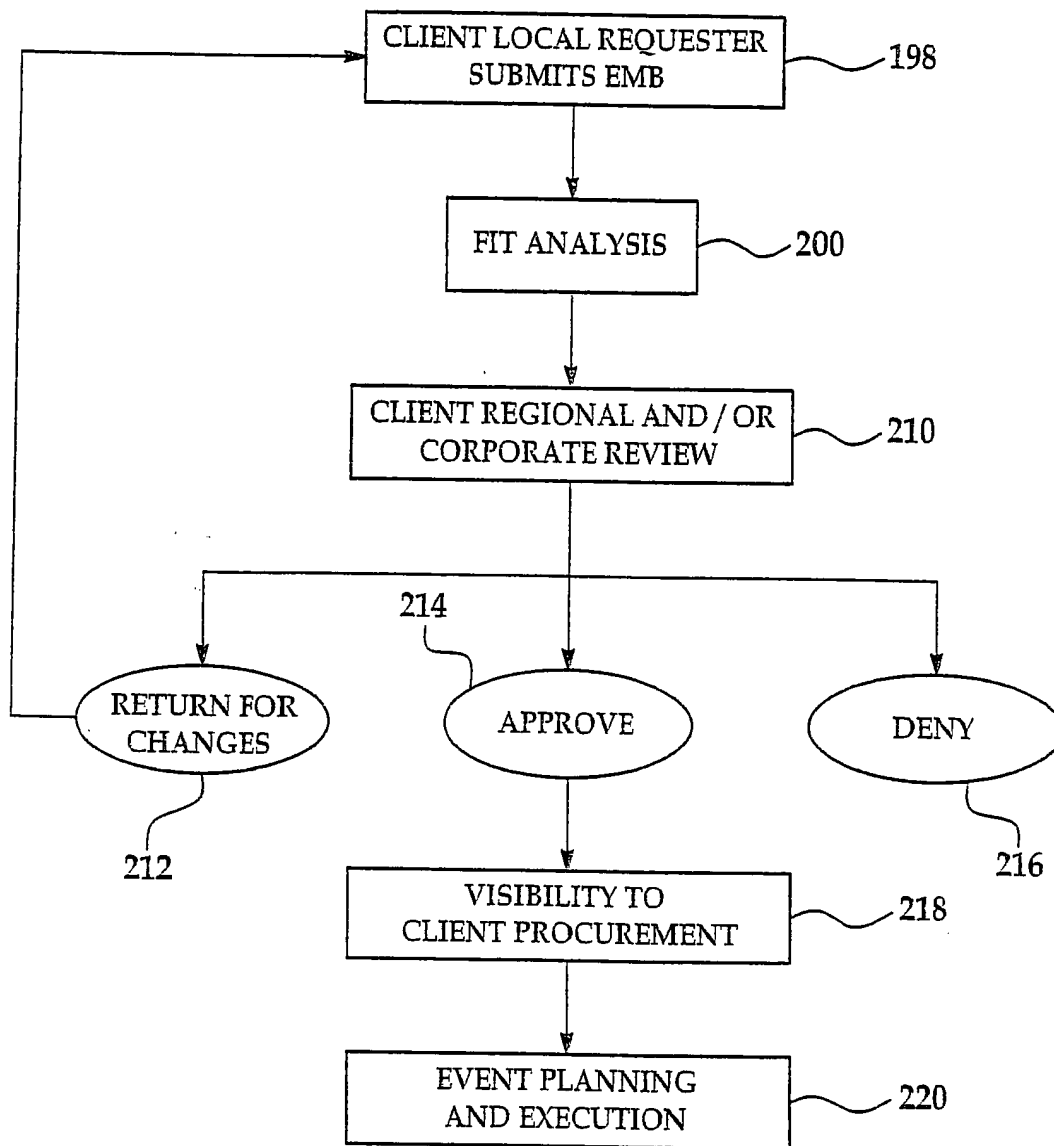 CLIENT LOCAL REQUESTER
SUBMITS EMB
198
FIT ANALYSIS
200
CLIENT REGIONAL AND / OR
CORPORATE REVIEW
210
214
RETURN FOR
CHANGES
APPROVE
DENY
212
216
VISIBILITY TO
CLIENT PROCUREMENT
218
EVENT PLANNING
AND EXECUTION
220